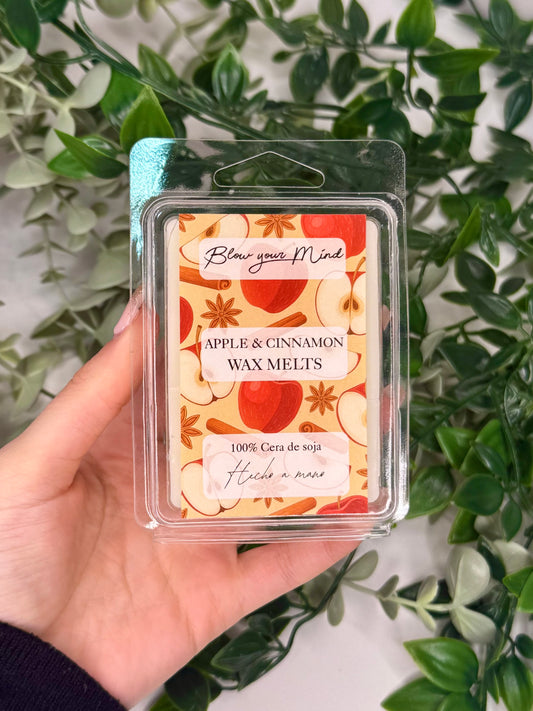 Blow your Mind
APPLE & CINNAMON
WAX MELTS
100% Cera de soja
Hecho a mano